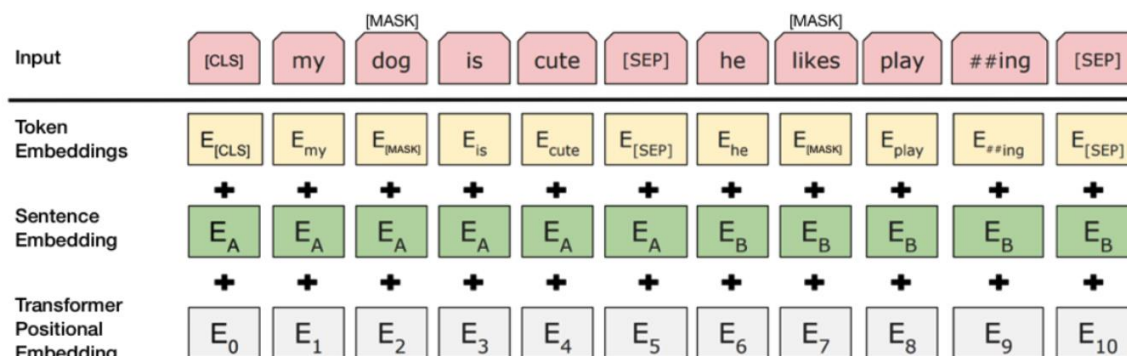 [MASK] [MASK]
Input [CLS] my dog is cute [SEP] he likes play ##ing [SEP]
Token
Embeddings
E[CLS] Emy E[MASK] Eis Ecute E[SEP] Ehe E[MASK] Eplay E##ing E[SEP]
+ + + + + + + + + + +
Sentence
Embedding
EA EA EA EA EA EA EB EB EB EB EB
+ + + + + + + + + + +
Transformer
Positional
Embedding
E0 E1 E2 E3 E4 E5 E6 E7 E8 E9 E10